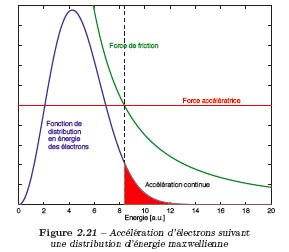 Force de friction
Force accélératrice
Fonction de
distribution
en énergie
des électrons
Accélération continue
0 2 4 6 8 10 12 14 16 18 20
Energie [a.u.]
Figure 2.21 – Accélération d'électrons suivant
une distribution d'énergie maxwellienne